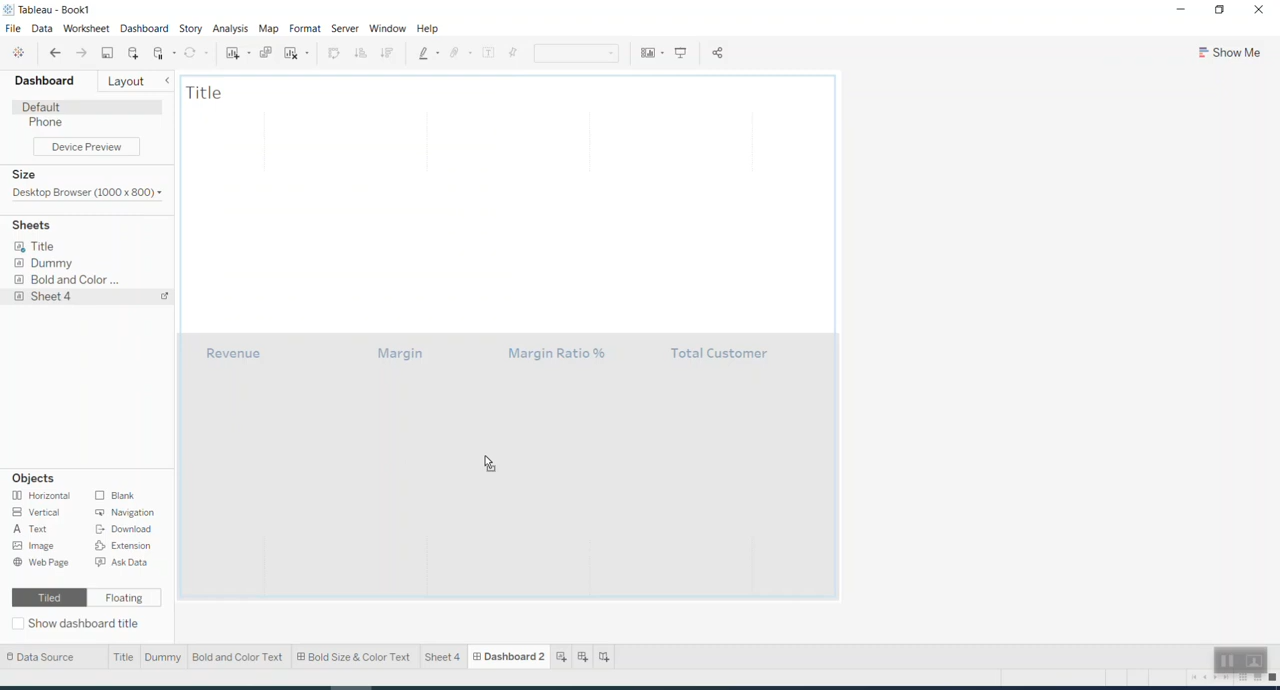 Tableau - Book1
File Data Worksheet Dashboard Story Analysis Map Format Server Window Help
Show Me
Dashboard Layout
Default
Phone
Device Preview
Size
Desktop Browser (1000 x 800)
Sheets
Title
Dummy
Bold and Color ...
Sheet 4
Title
Revenue Margin Margin Ratio % Total Customer
Objects
Horizontal Blank
Vertical Navigation
Text Download
Image Extension
Web Page Ask Data
Tiled Floating
Show dashboard title
Data Source Title Dummy Bold and Color Text Bold Size & Color Text Sheet 4 Dashboard 2